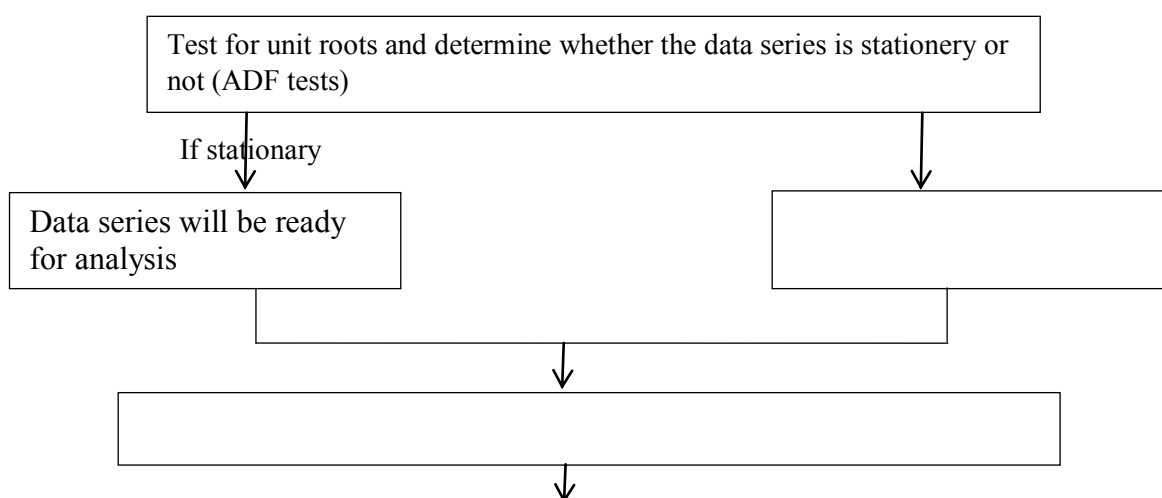 Test for unit roots and determine whether the data series is stationery or
not (ADF tests)
If stationary
Data series will be ready
for analysis